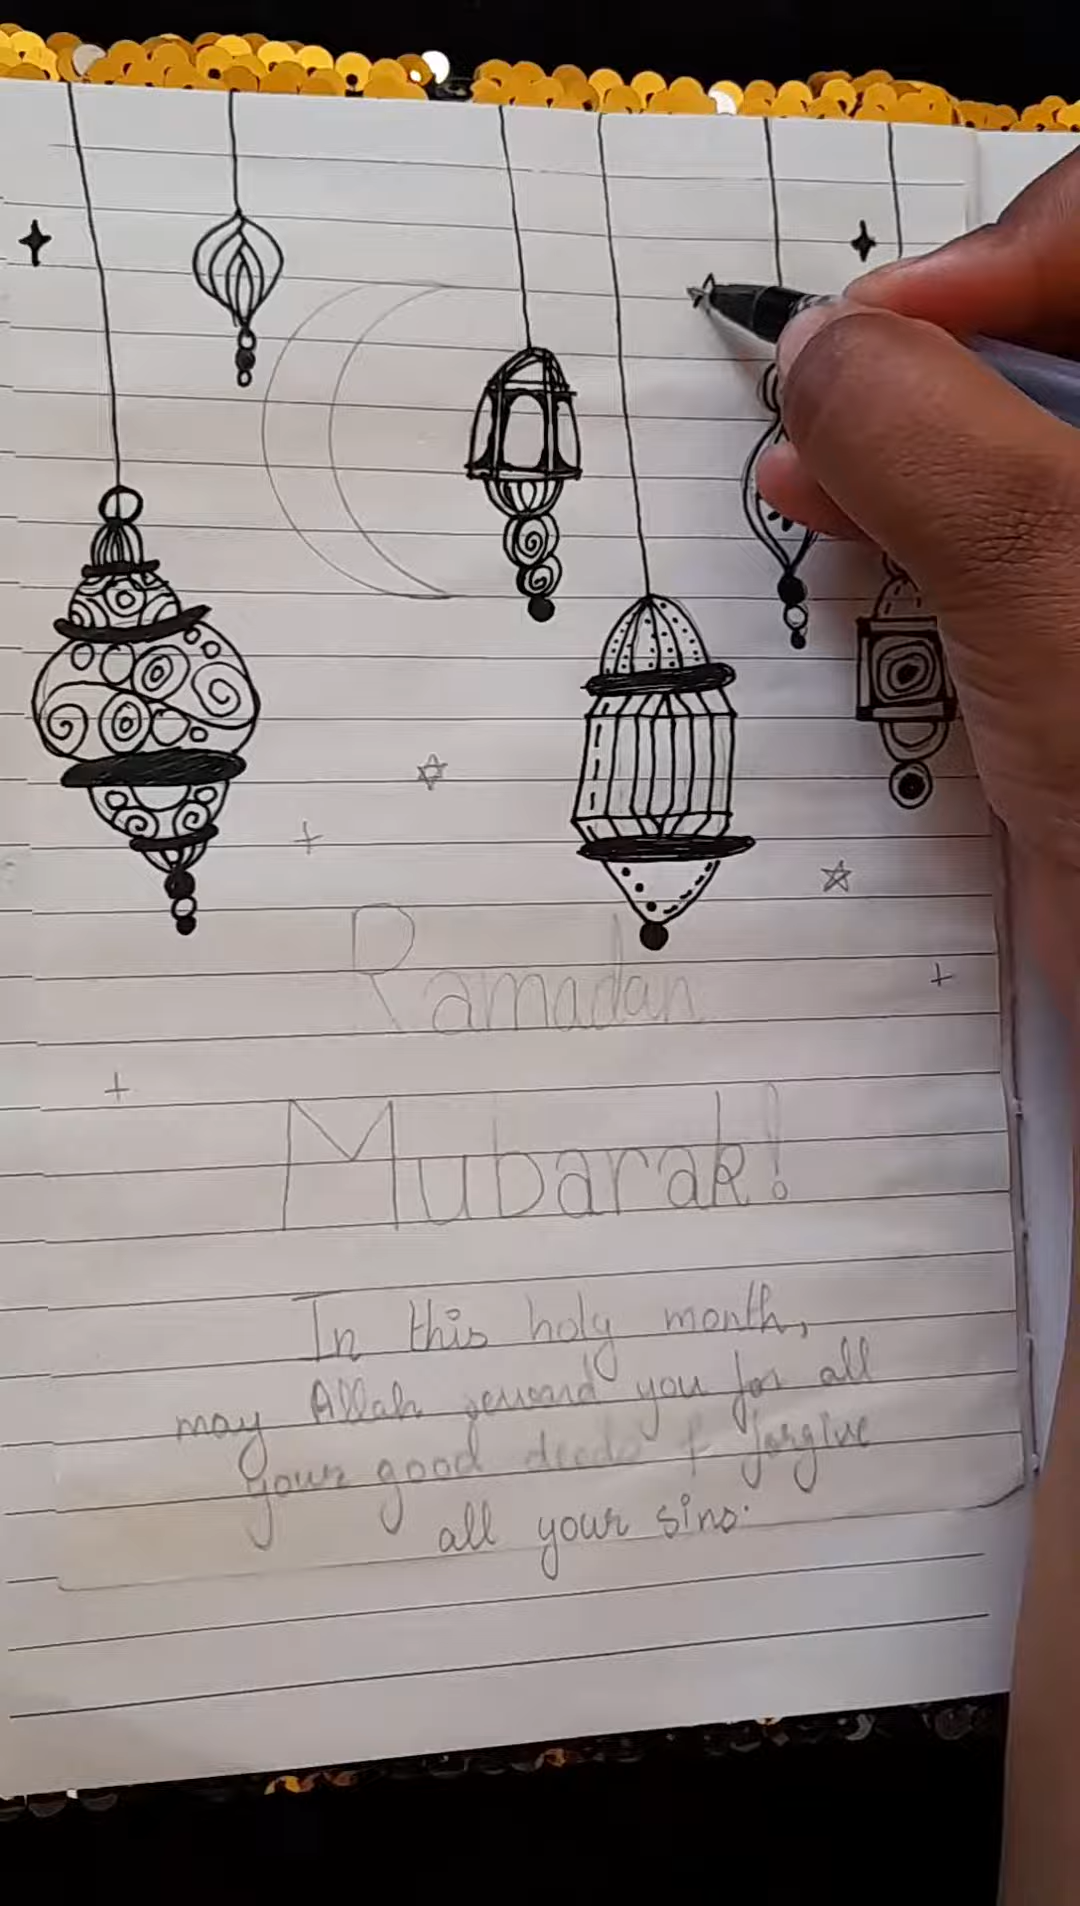 Ramadan
Mubarak!
In this holy month,
may Allah reward you for all
your good deeds & forgive
all your sins.